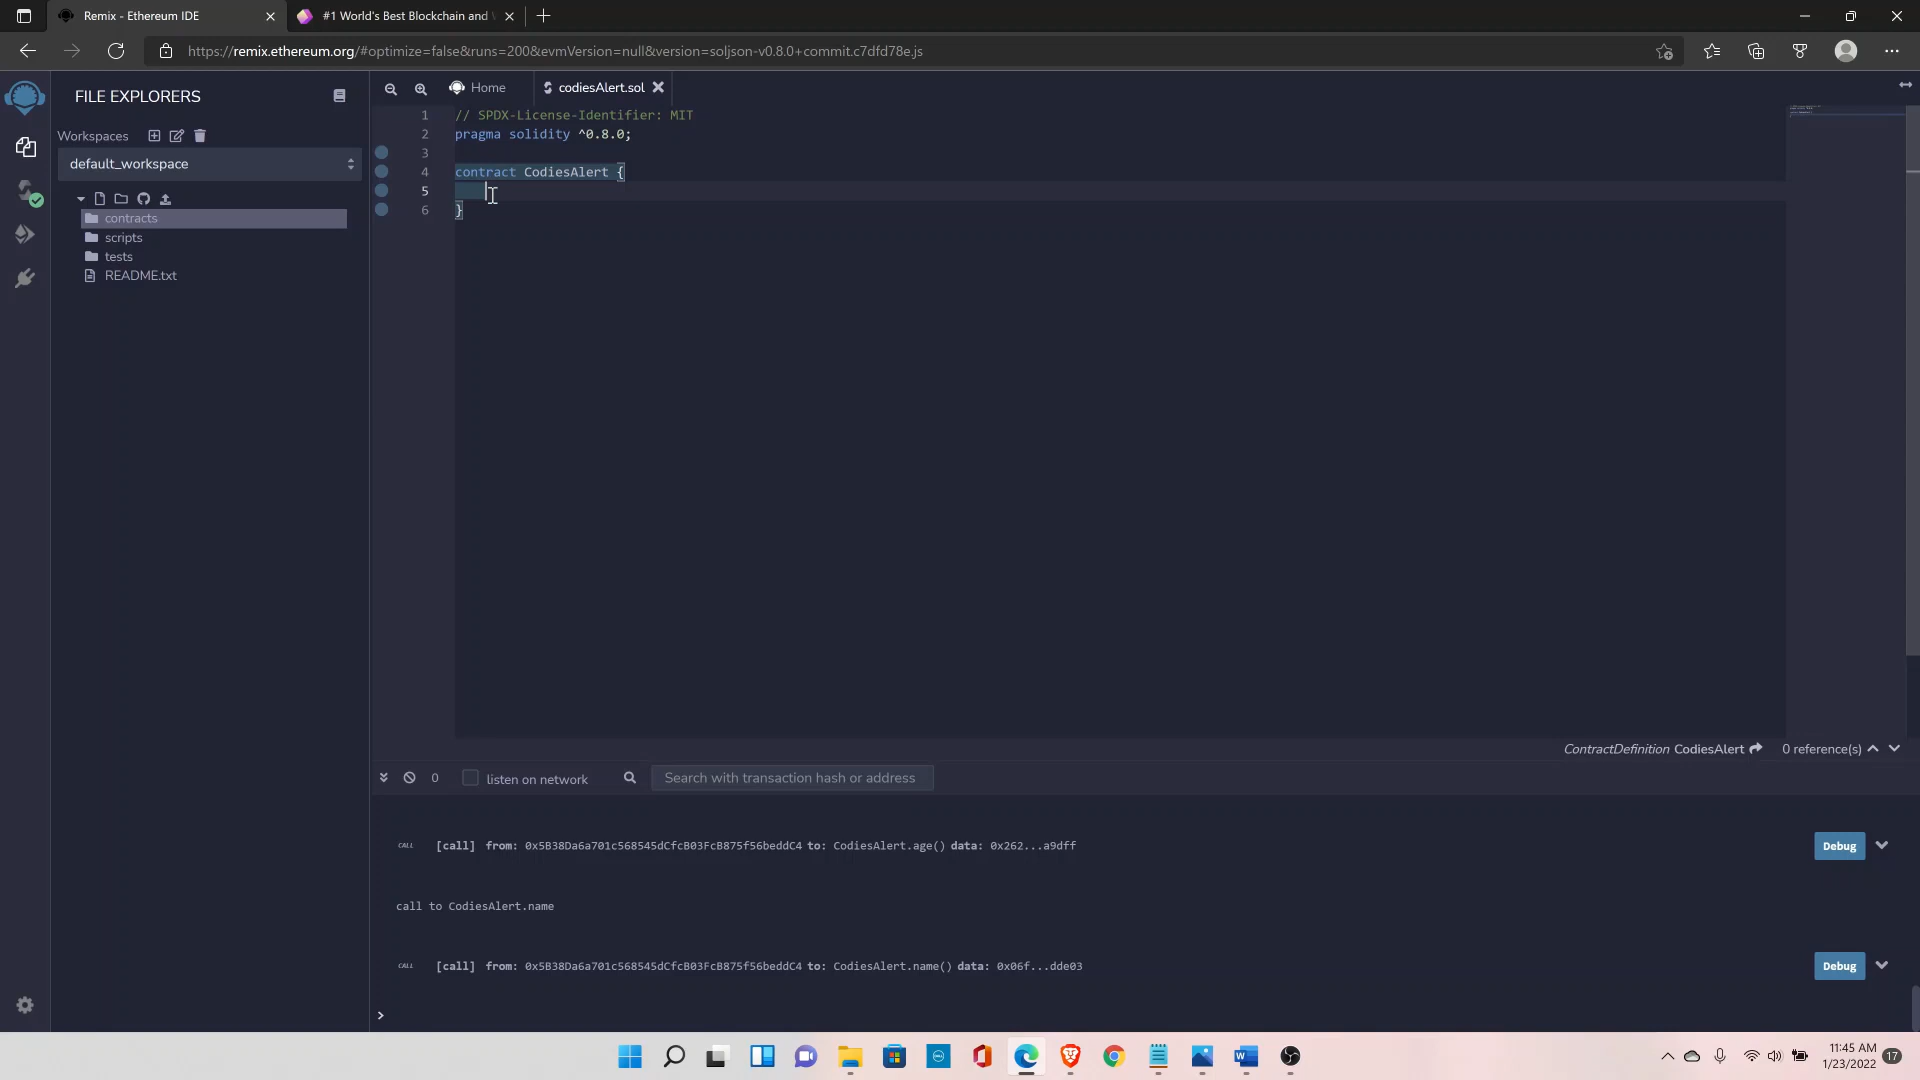 Remix - Ethereum IDE
#1 World's Best Blockchain and
https://remix.ethereum.org/#optimize=false&runs=200&evmVersion=null&version=soljson-v0.8.0+commit.c7dfd78e.js
FILE EXPLORERS
Workspaces
default_workspace
contracts
scripts
tests
README.txt
Home
codiesAlert.sol
1 // SPDX-License-Identifier: MIT
2 pragma solidity ^0.8.0;
3
4 contract CodiesAlert {
5
6 }
ContractDefinition CodiesAlert 0 reference(s)
0 listen on network Search with transaction hash or address
CALL [call] from: 0x5B38Da6a701c568545dCfcB03FcB875f56beddC4 to: CodiesAlert.age() data: 0x262...a9dff Debug
call to CodiesAlert.name
CALL [call] from: 0x5B38Da6a701c568545dCfcB03FcB875f56beddC4 to: CodiesAlert.name() data: 0x06f...dde03 Debug
>
11:45 AM
1/23/2022
17